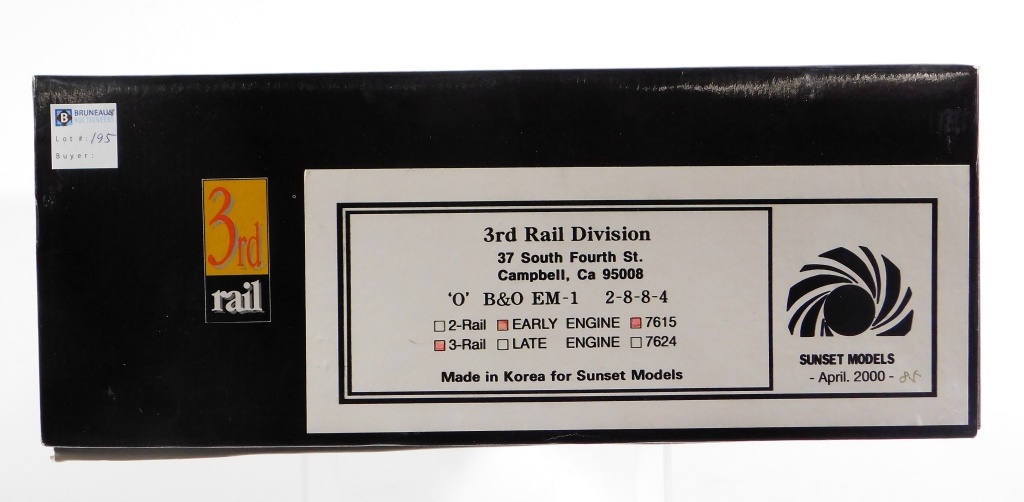 BRUNEAU&
AUCTIONEERS
Lot #: 195
Buyer:
3rd
rail
3rd Rail Division
37 South Fourth St.
Campbell, Ca 95008
'O' B&O EM-1 2-8-8-4
2-Rail EARLY ENGINE 7615
3-Rail LATE ENGINE 7624
Made in Korea for Sunset Models
SUNSET MODELS
- April. 2000 -